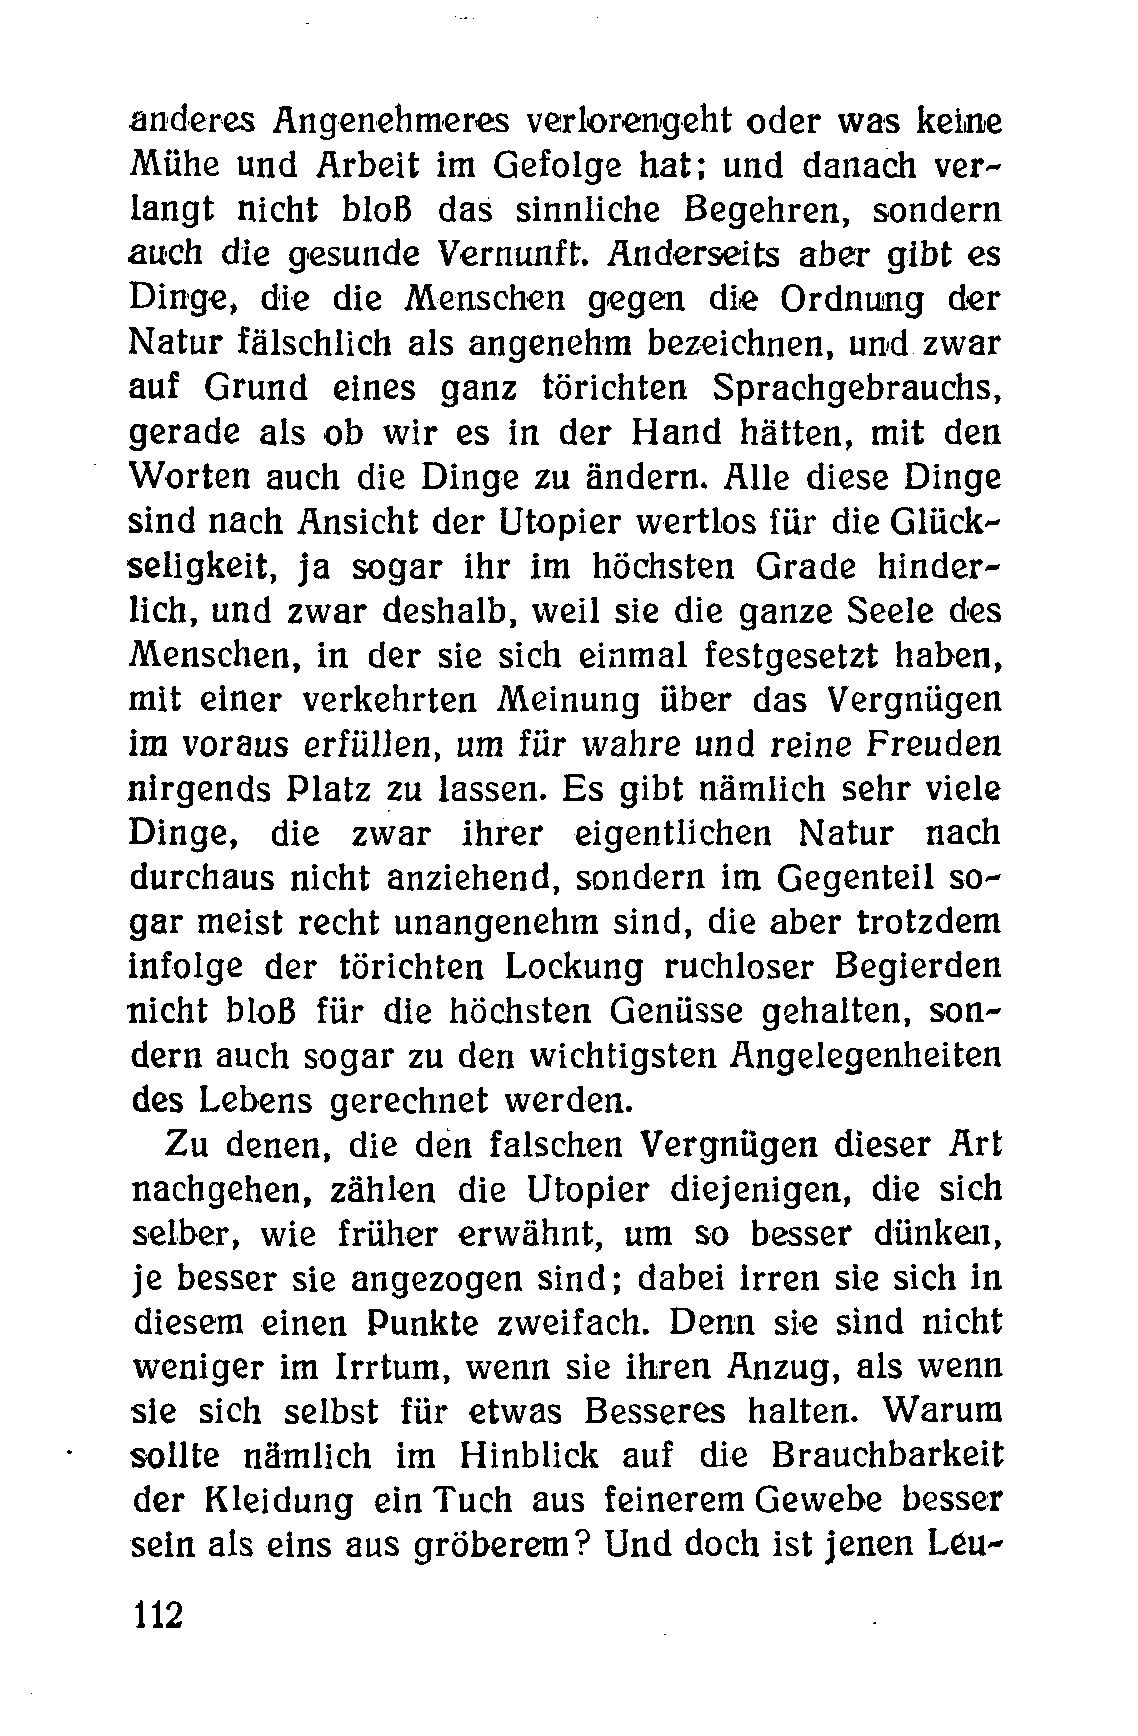 anderes Angenehmeres verlorengeht oder was keine
Mühe und Arbeit im Gefolge hat; und danach ver-
langt nicht bloß das sinnliche Begehren, sondern
auch die gesunde Vernunft. Anderseits aber gibt es
Dinge, die die Menschen gegen die Ordnung der
Natur fälschlich als angenehm bezeichnen, und zwar
auf Grund eines ganz törichten Sprachgebrauchs,
gerade als ob wir es in der Hand hätten, mit den
Worten auch die Dinge zu ändern. Alle diese Dinge
sind nach Ansicht der Utopier wertlos für die Glück-
seligkeit, ja sogar ihr im höchsten Grade hinder-
lich, und zwar deshalb, weil sie die ganze Seele des
Menschen, in der sie sich einmal festgesetzt haben,
mit einer verkehrten Meinung über das Vergnügen
im voraus erfüllen, um für wahre und reine Freuden
nirgends Platz zu lassen. Es gibt nämlich sehr viele
Dinge, die zwar ihrer eigentlichen Natur nach
durchaus nicht anziehend, sondern im Gegenteil so-
gar meist recht unangenehm sind, die aber trotzdem
infolge der törichten Lockung ruchloser Begierden
nicht bloß für die höchsten Genüsse gehalten, son-
dern auch sogar zu den wichtigsten Angelegenheiten
des Lebens gerechnet werden.
Zu denen, die den falschen Vergnügen dieser Art
nachgehen, zählen die Utopier diejenigen, die sich
selber, wie früher erwähnt, um so besser dünken,
je besser sie angezogen sind; dabei irren sie sich in
diesem einen Punkte zweifach. Denn sie sind nicht
weniger im Irrtum, wenn sie ihren Anzug, als wenn
sie sich selbst für etwas Besseres halten. Warum
sollte nämlich im Hinblick auf die Brauchbarkeit
der Kleidung ein Tuch aus feinerem Gewebe besser
sein als eins aus gröberem? Und doch ist jenen Leu-
112